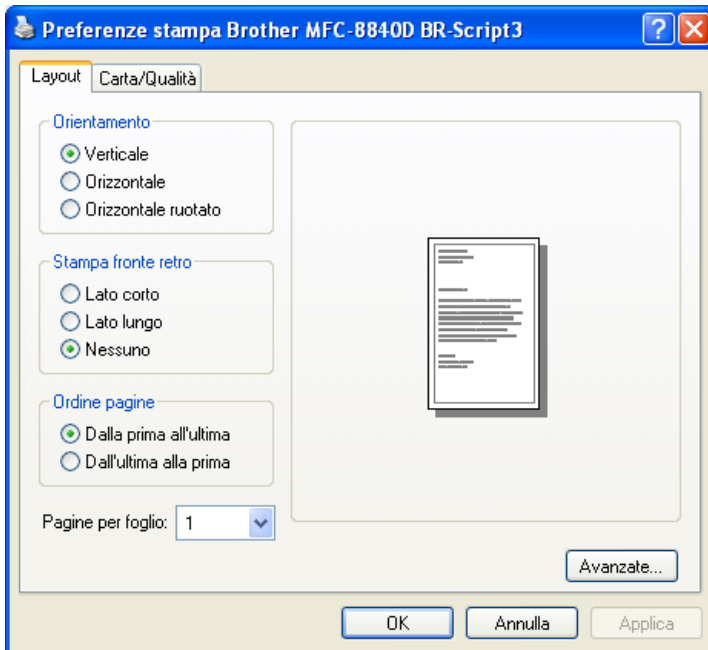 Preferenze stampa Brother MFC-8840D BR-Script3
Layout
Carta/Qualità
Orientamento
Verticale
Orizzontale
Orizzontale ruotato
Stampa fronte retro
Lato corto
Lato lungo
Nessuno
Ordine pagine
Dalla prima all'ultima
Dall'ultima alla prima
Pagine per foglio: 1
Avanzate...
OK Annulla Applica